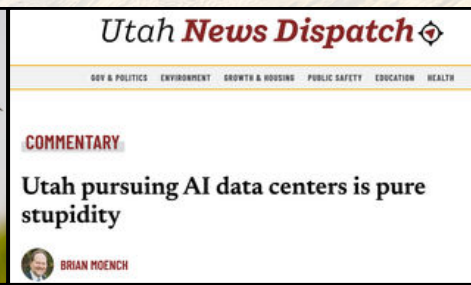 Utah News Dispatch
GOV & POLITICS ENVIRONMENT GROWTH & HOUSING PUBLIC SAFETY EDUCATION HEALTH
COMMENTARY
Utah pursuing AI data centers is pure
stupidity
BRIAN MOENCH